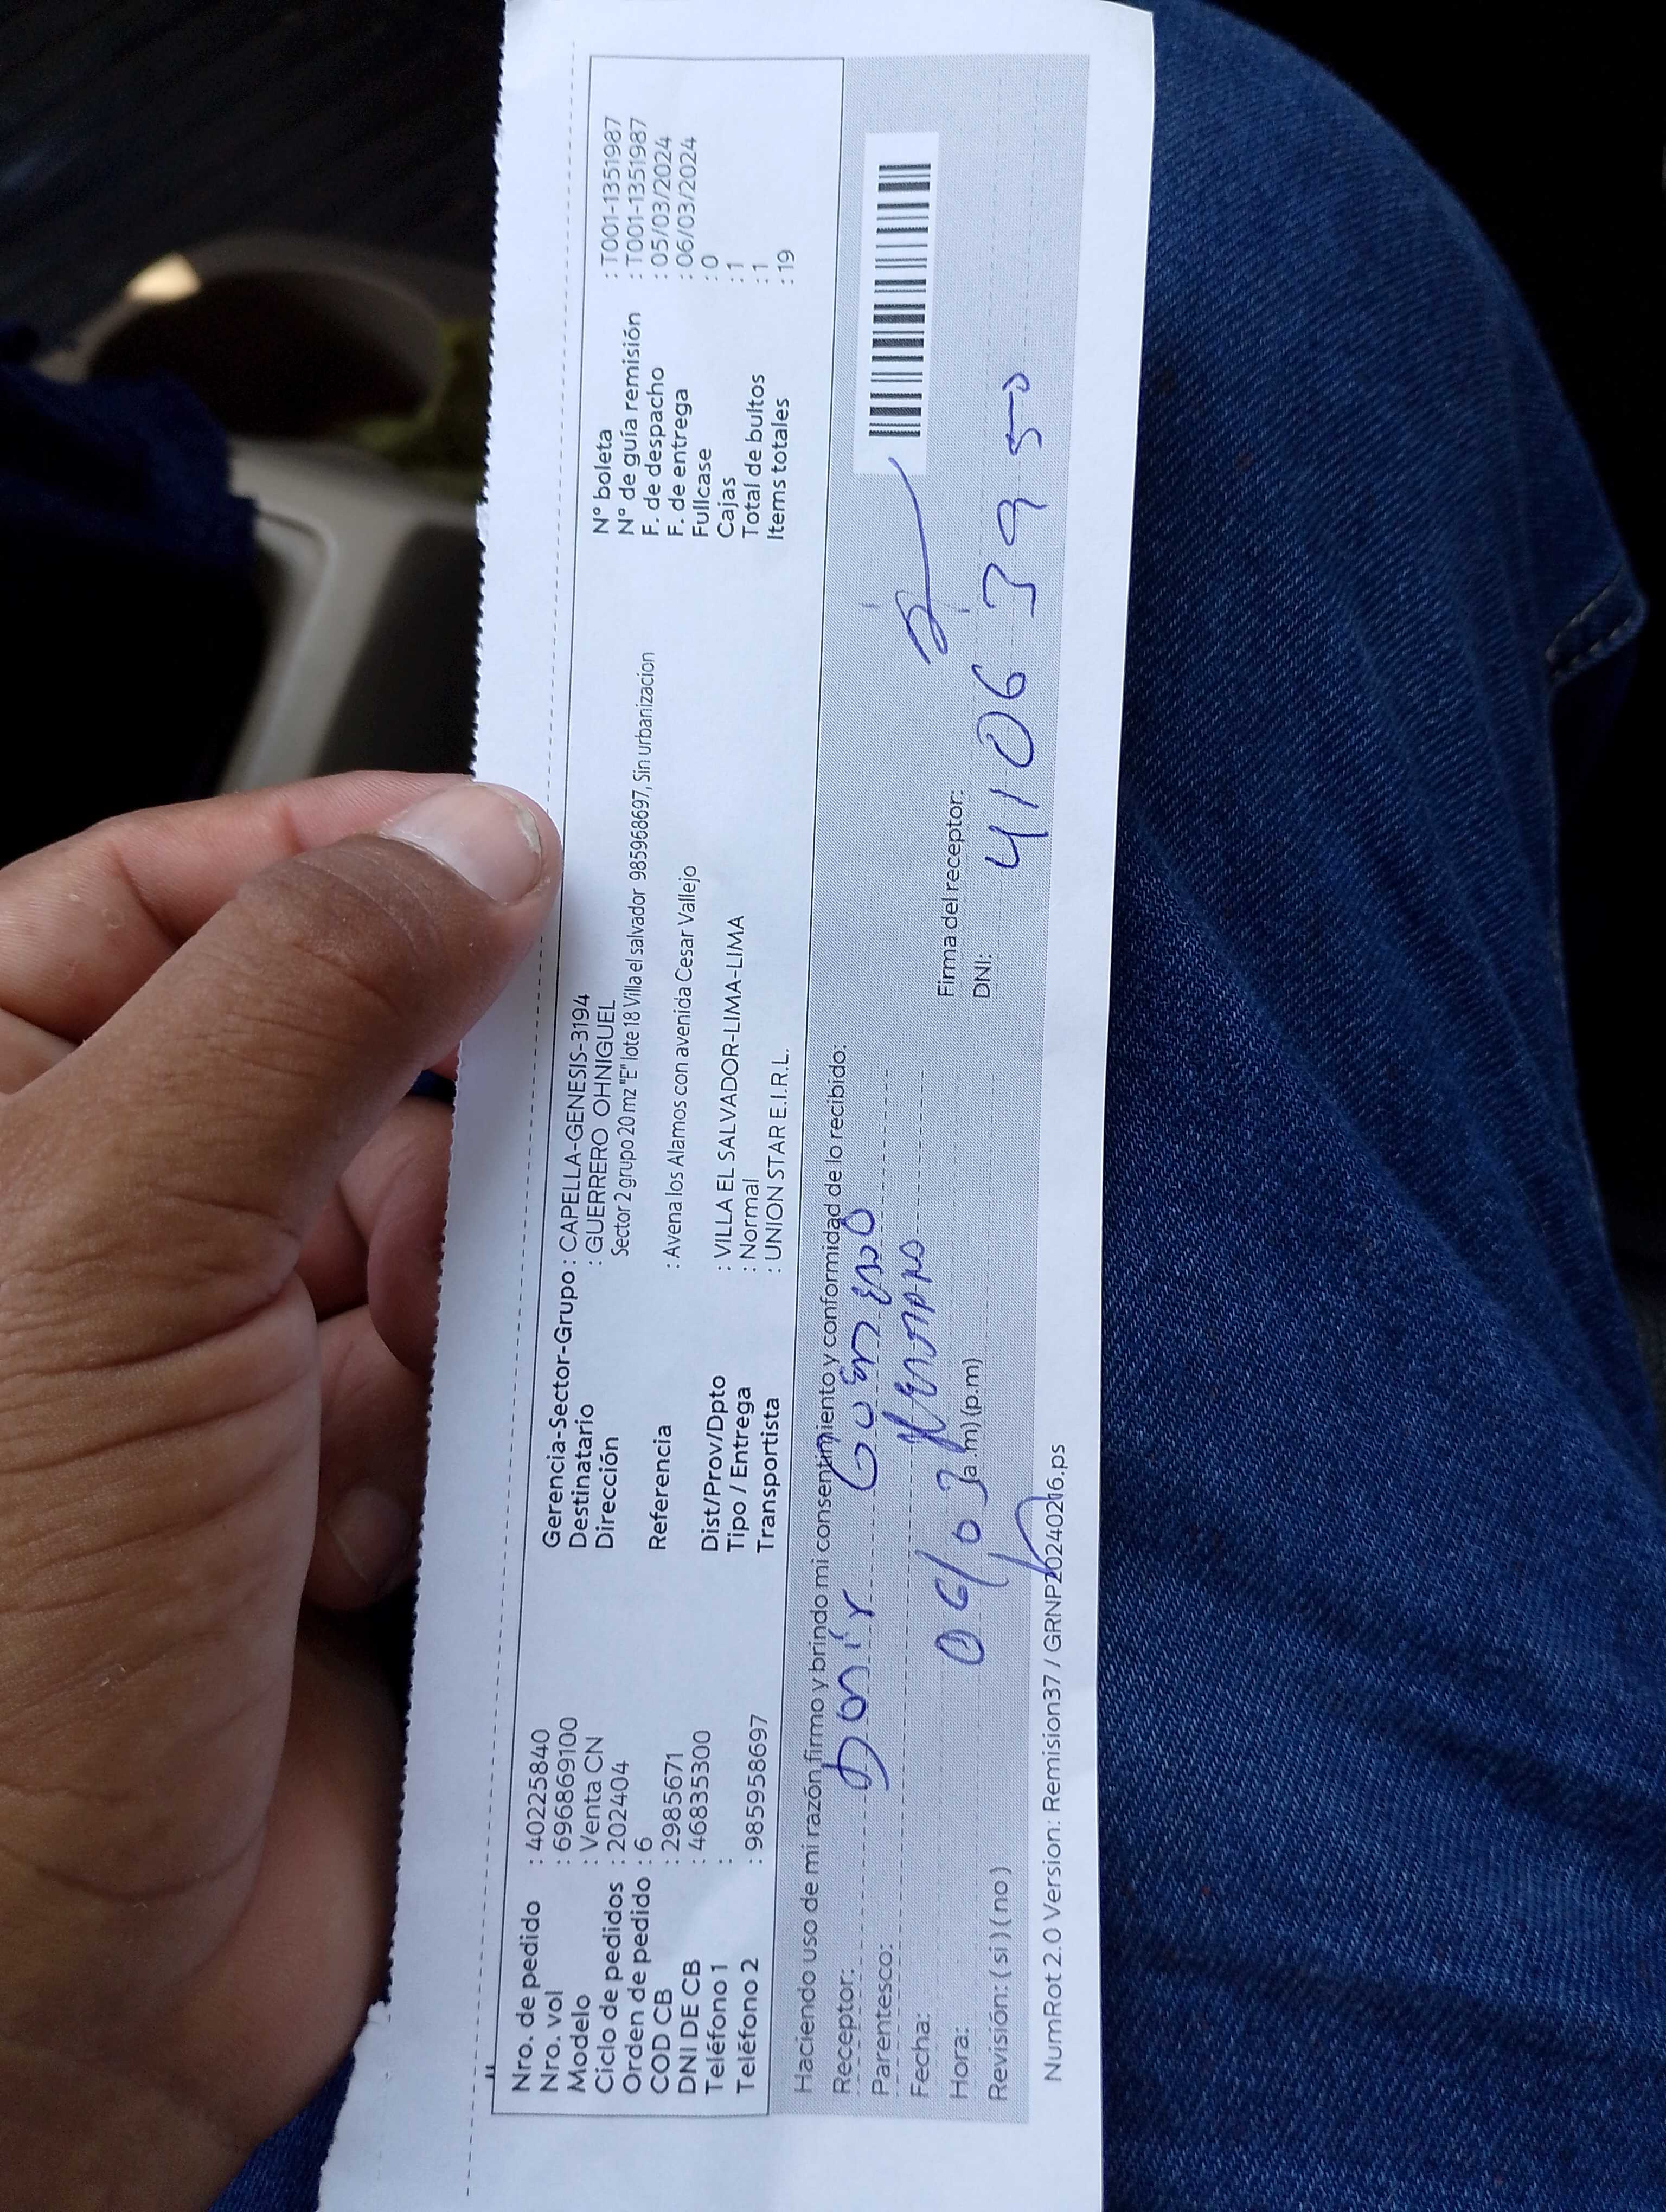 Nro. de pedido : 40225840
Nro. vol : 696869100
Modelo : Venta CN
Ciclo de pedidos : 202404
Orden de pedido : 6
COD CB : 2985671
DNI DE CB : 46835300
Teléfono 1 :
Teléfono 2 : 985958697
Gerencia-Sector-Grupo : CAPELLA-GENESIS-3194
Destinatario : GUERRERO OHNIGUEL
Dirección Sector 2 grupo 20 mz "E" lote 18 Villa el salvador 985968697, Sin urbanizacion
Referencia : Avena los Alamos con avenida Cesar Vallejo
Dist/Prov/Dpto : VILLA EL SALVADOR-LIMA-LIMA
Tipo / Entrega : Normal
Transportista : UNION STAR E.I.R.L.
N° boleta : T001-1351987
N° de guía remisión : T001-1351987
F. de despacho : 05/03/2024
F. de entrega : 06/03/2024
Fullcase : 0
Cajas : 1
Total de bultos : 1
Items totales : 19
Haciendo uso de mi razón, firmo y brindo mi consentimiento y conformidad de lo recibido:
Receptor:
Parentesco:
Fecha: 06/03
Hora: (a.m) (p.m)
Revisión: ( si ) ( no )
Firma del receptor:
DNI: 41063950
NumRot 2.0 Version: Remision37 / GRNP20240216.ps